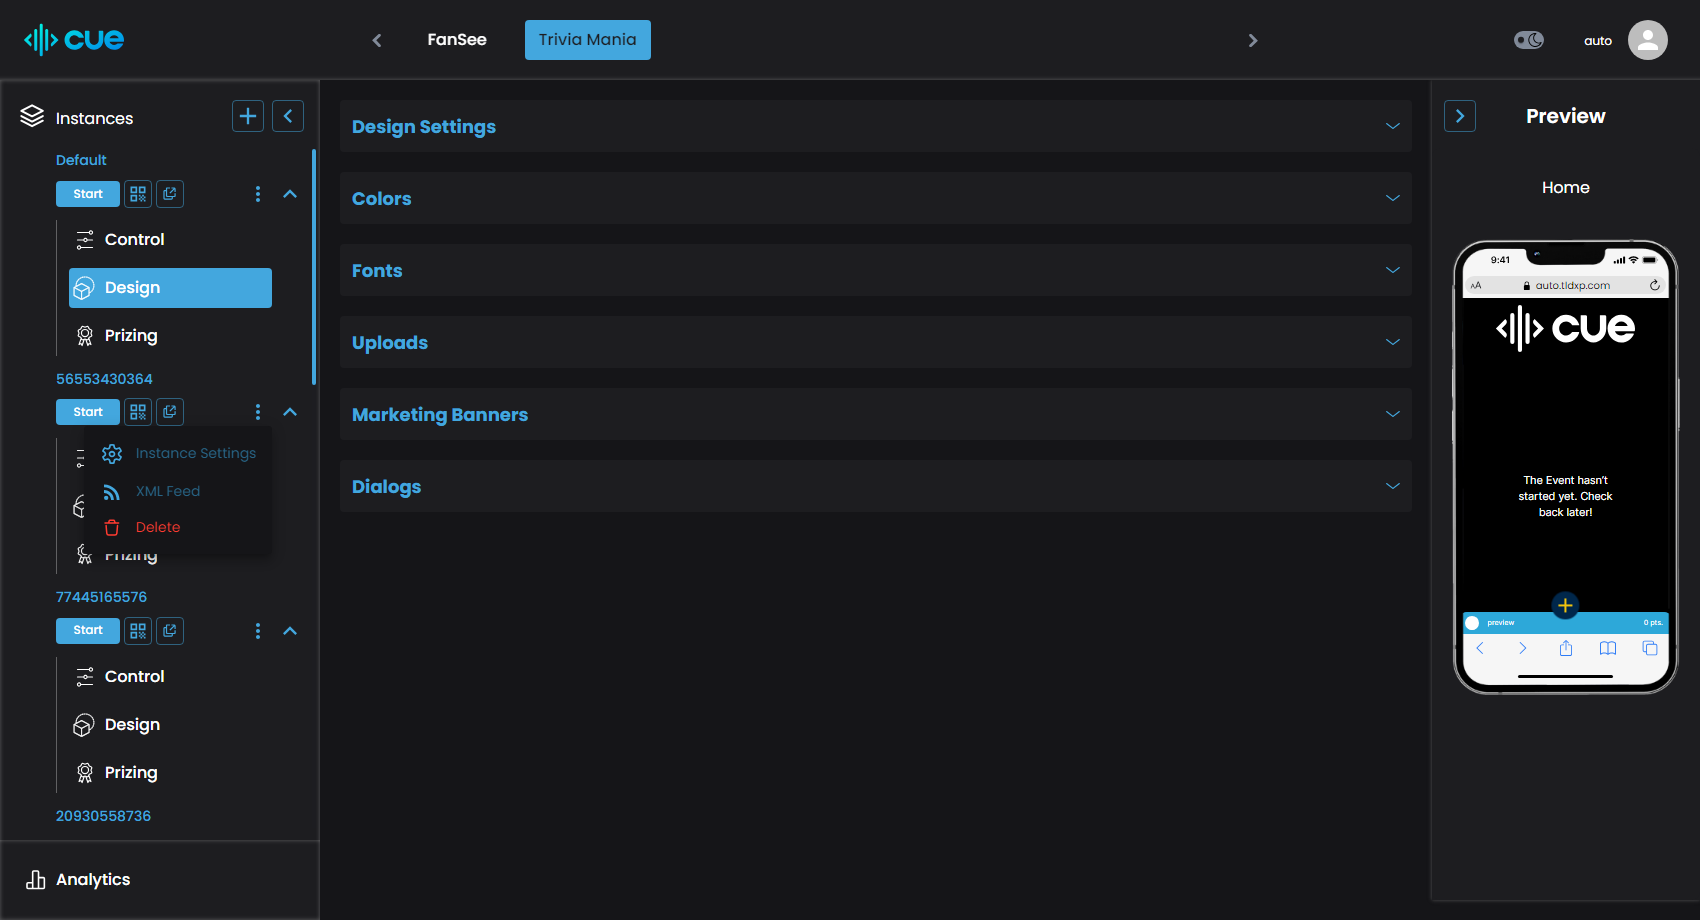 cue
FanSee
Trivia Mania
auto
Instances
Default
Start
Control
Design
Prizing
56553430364
Start
Instance Settings
XML Feed
Delete
Prizing
77445165576
Start
Control
Design
Prizing
20930558736
Analytics
Design Settings
Colors
Fonts
Uploads
Marketing Banners
Dialogs
Preview
Home
9:41
AA
auto.tldxp.com
cue
The Event hasn't
started yet. Check
back later!
preview
0 pts.